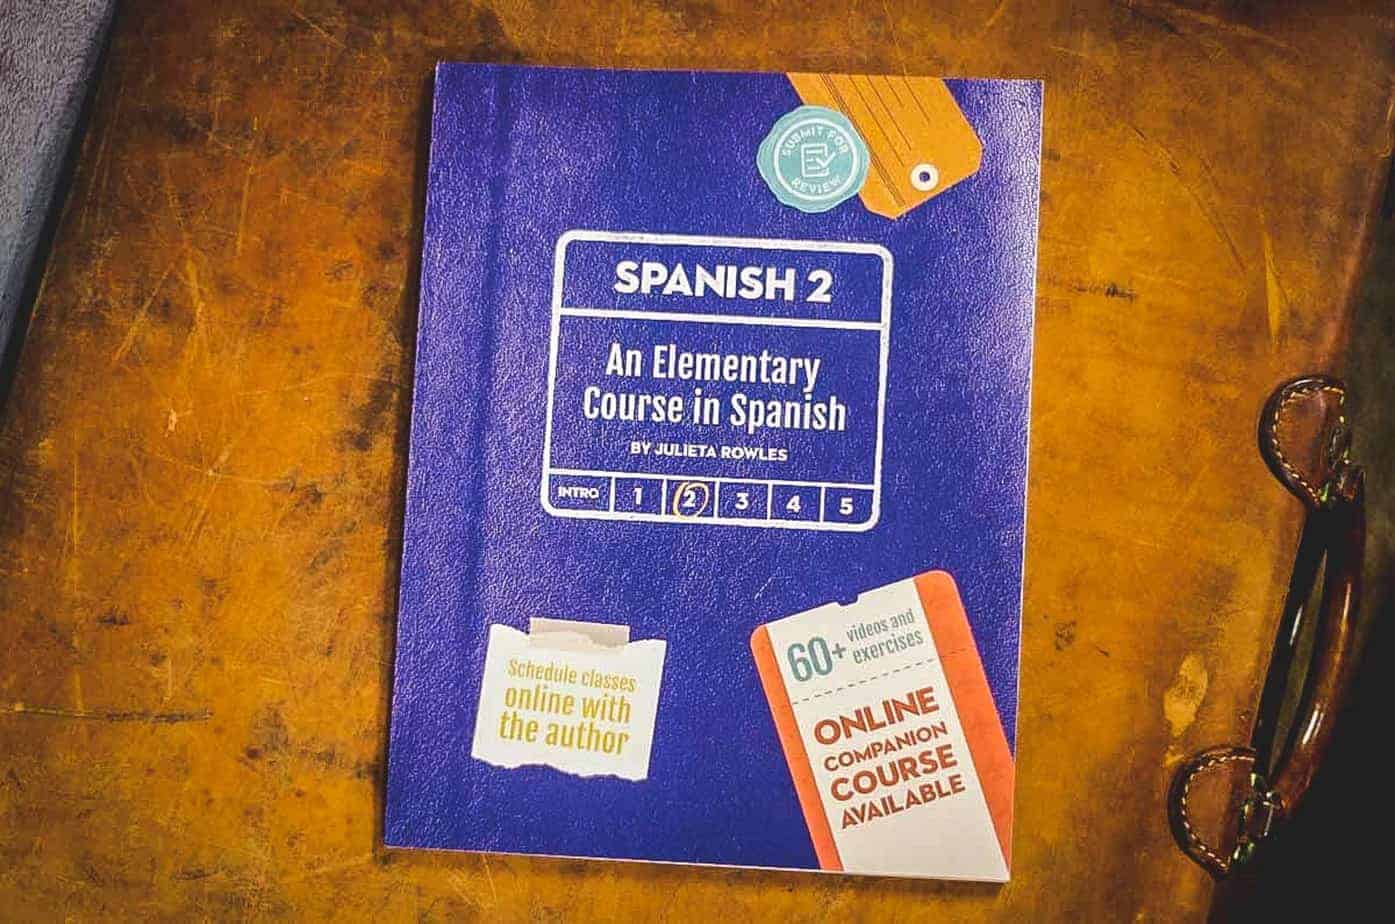 SUBMIT FOR
REVIEW
SPANISH 2
An Elementary
Course in Spanish
BY JULIETA ROWLES
INTRO 1 2 3 4 5
Schedule classes
online with
the author
60+ videos and
exercises
ONLINE
COMPANION
COURSE
AVAILABLE